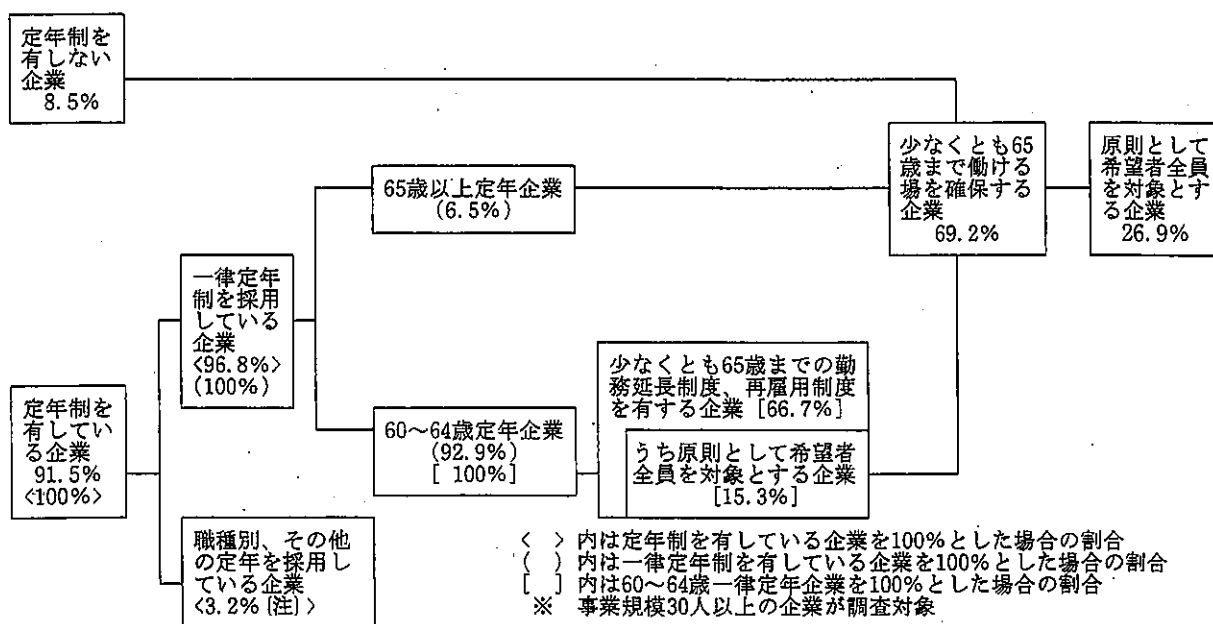 定年制を
有しない
企業
8.5%
少なくとも65
歳まで働ける
場を確保する
企業
69.2%
原則として
希望者全員
を対象とす
る企業
26.9%
65歳以上定年企業
(6.5%)
一律定年
制を採用
している
企業
<96.8%>
(100%)
少なくとも65歳までの勤
務延長制度、再雇用制度
を有する企業 [66.7%]
うち原則として希望者
全員を対象とする企業
[15.3%]
定年制を
有してい
る企業
91.5%
<100%>
60~64歳定年企業
(92.9%)
[ 100%]
職種別、その他
の定年を採用し
ている企業
<3.2% [注] >
< > 内は定年制を有している企業を100%とした場合の割合
( ) 内は一律定年制を有している企業を100%とした場合の割合
[ ] 内は60~64歳一律定年企業を100%とした場合の割合
※ 事業規模30人以上の企業が調査対象